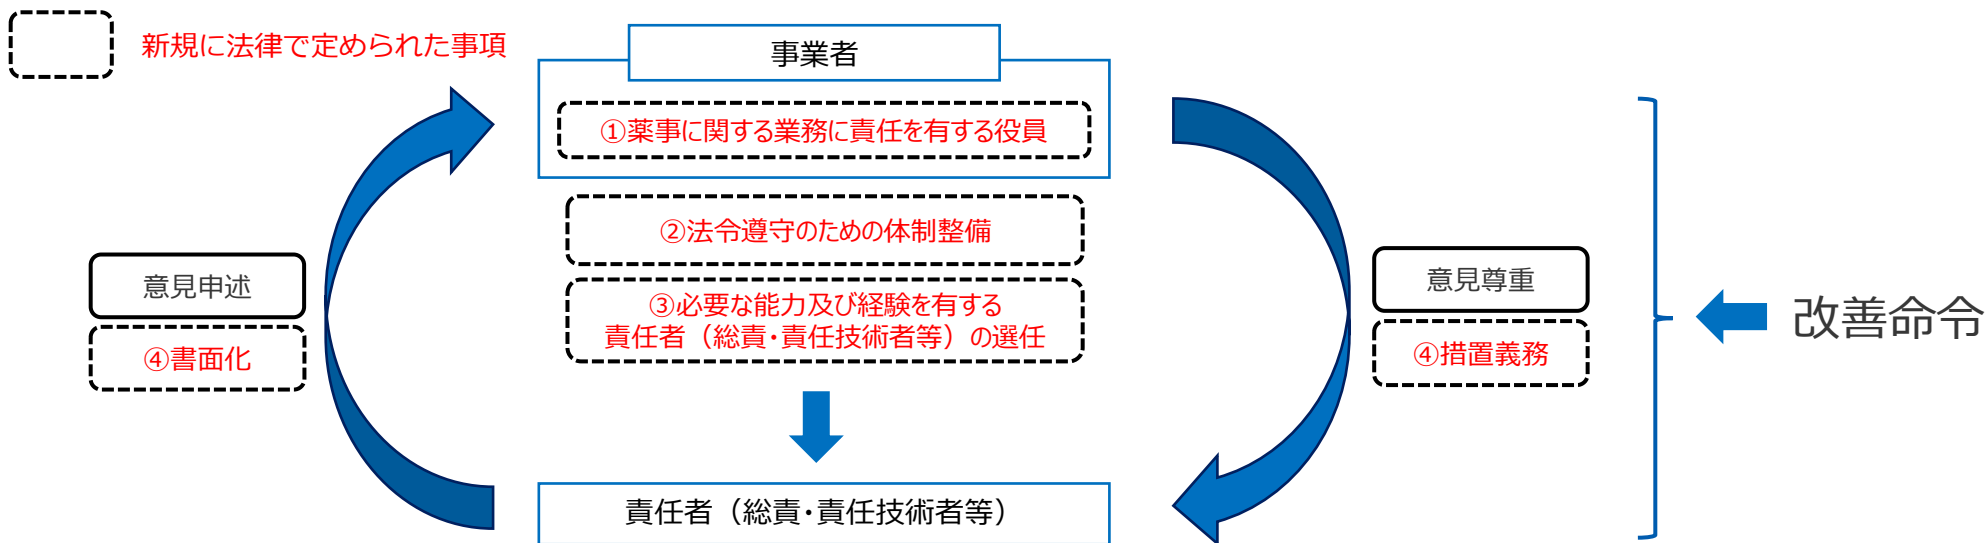 新規に法律で定められた事項
事業者
①薬事に関する業務に責任を有する役員
②法令遵守のための体制整備
③必要な能力及び経験を有する
責任者（総責・責任技術者等）の選任
意見申述
④書面化
意見尊重
④措置義務
改善命令
責任者（総責・責任技術者等）